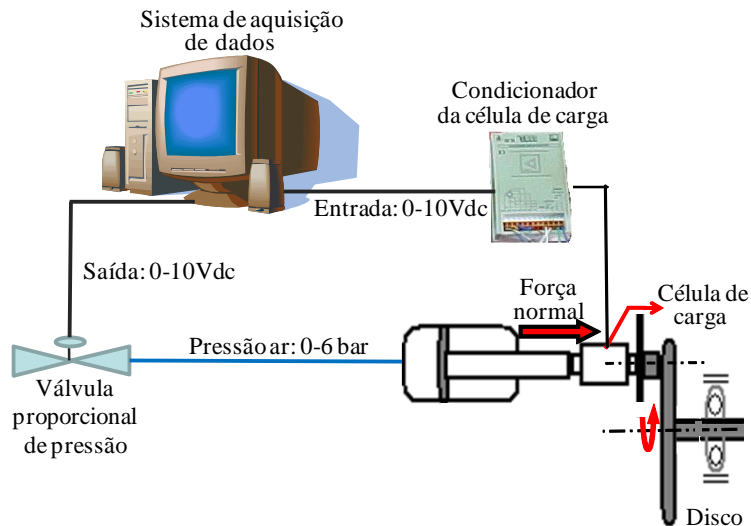 Sistema de aquisição
de dados
Condicionador
da célula de carga
Entrada: 0-10Vdc
Saída: 0-10Vdc
Força
normal
Célula de
carga
Pressão ar: 0-6 bar
Válvula
proporcional
de pressão
Disco